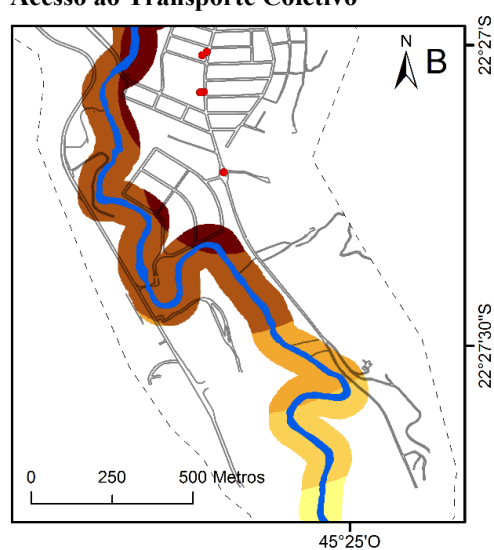 Acesso ao Transporte Coletivo
N
B
22°27'S
22°27'30"S
0 250 500 Metros
45°25'O